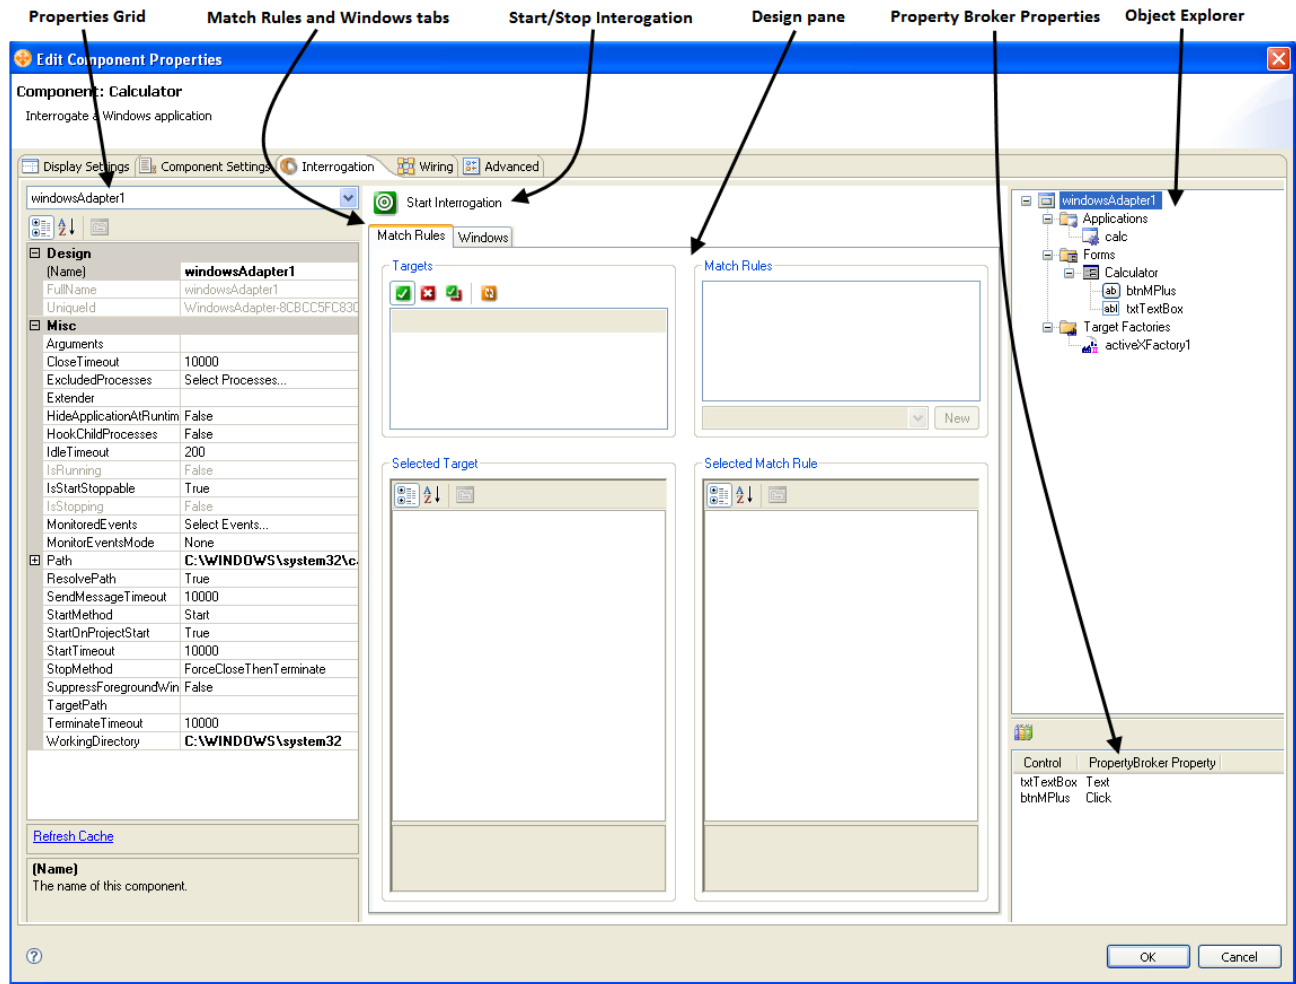 Properties Grid
Match Rules and Windows tabs
Start/Stop Interogation
Design pane
Property Broker Properties
Object Explorer
Edit Component Properties
Component: Calculator
Interrogate a Windows application
Display Settings
Component Settings
Interrogation
Wiring
Advanced
windowsAdapter1
Design
(Name) windowsAdapter1
FullName windowsAdapter1
UniqueId WindowsAdapter-8CBCC5FC83C
Misc
Arguments
CloseTimeout 10000
ExcludedProcesses Select Processes...
Extender
HideApplicationAtRuntim False
HookChildProcesses False
IdleTimeout 200
IsRunning False
IsStartStoppable True
IsStopping False
MonitoredEvents Select Events...
MonitorEventsMode None
Path C:\WINDOWS\system32\c
ResolvePath True
SendMessageTimeout 10000
StartMethod Start
StartOnProjectStart True
StartTimeout 10000
StopMethod ForceCloseThenTerminate
SuppressForegroundWin False
TargetPath
TerminateTimeout 10000
WorkingDirectory C:\WINDOWS\system32
Refresh Cache
(Name)
The name of this component.
Start Interrogation
Match Rules
Windows
Targets
Match Rules
New
Selected Target
Selected Match Rule
windowsAdapter1
Applications
calc
Forms
Calculator
ab btnMPlus
abl txtTextBox
Target Factories
activeXFactory1
Control PropertyBroker Property
txtTextBox Text
btnMPlus Click
OK
Cancel